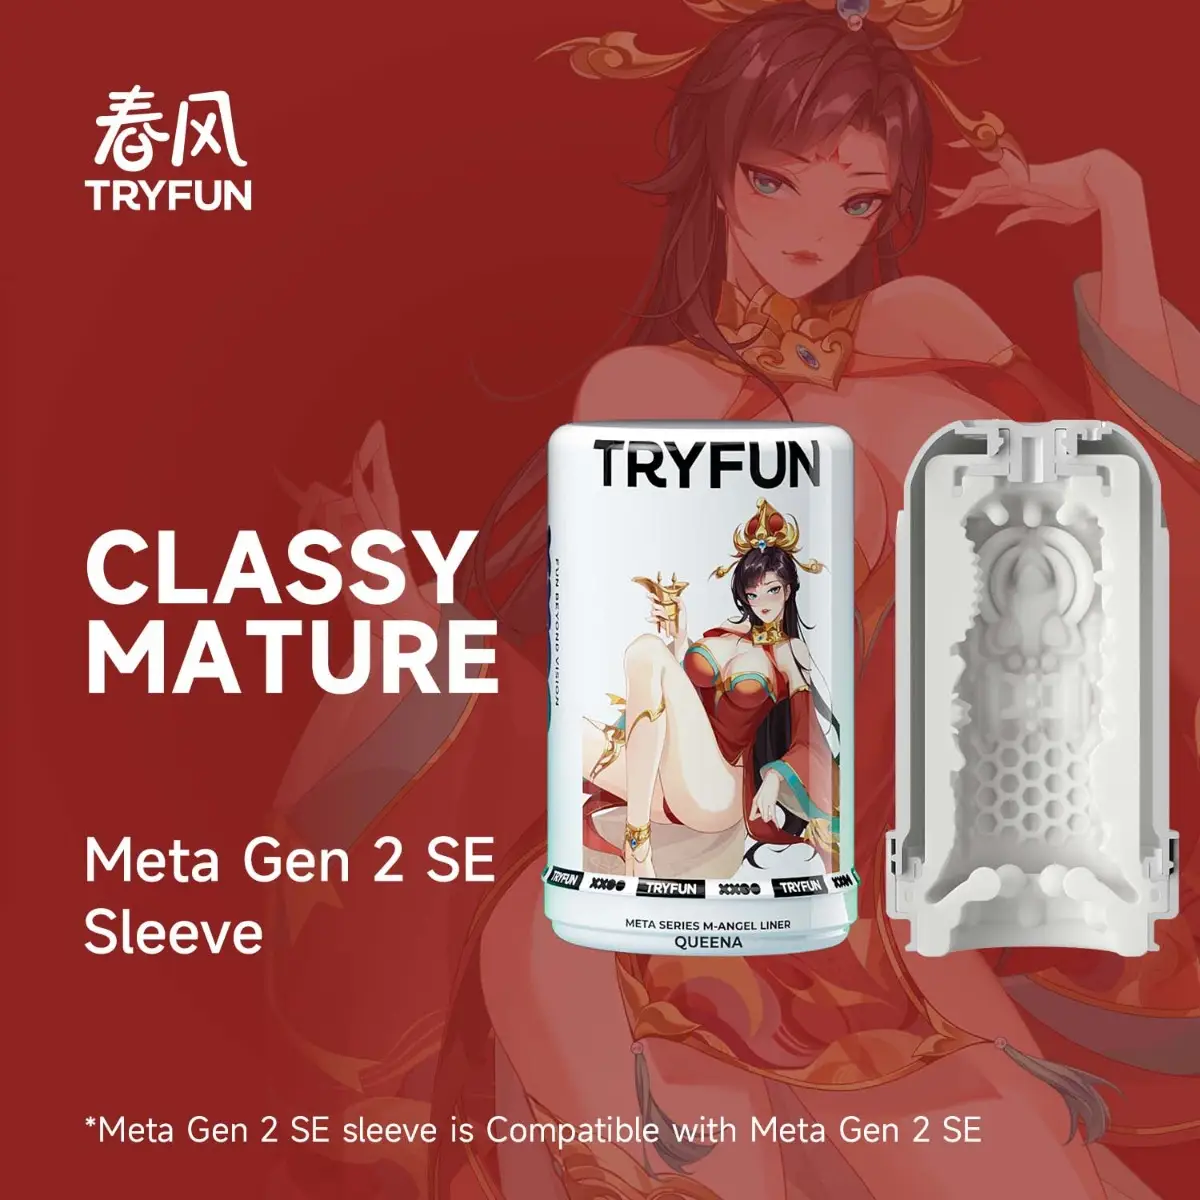 春风
TRYFUN
CLASSY
MATURE
Meta Gen 2 SE
Sleeve
TRYFUN
FUN BEYOND VISION
TRYFUN
TRYFUN
TRYFUN
META SERIES M-ANGEL LINER
QUEENA
*Meta Gen 2 SE sleeve is Compatible with Meta Gen 2 SE